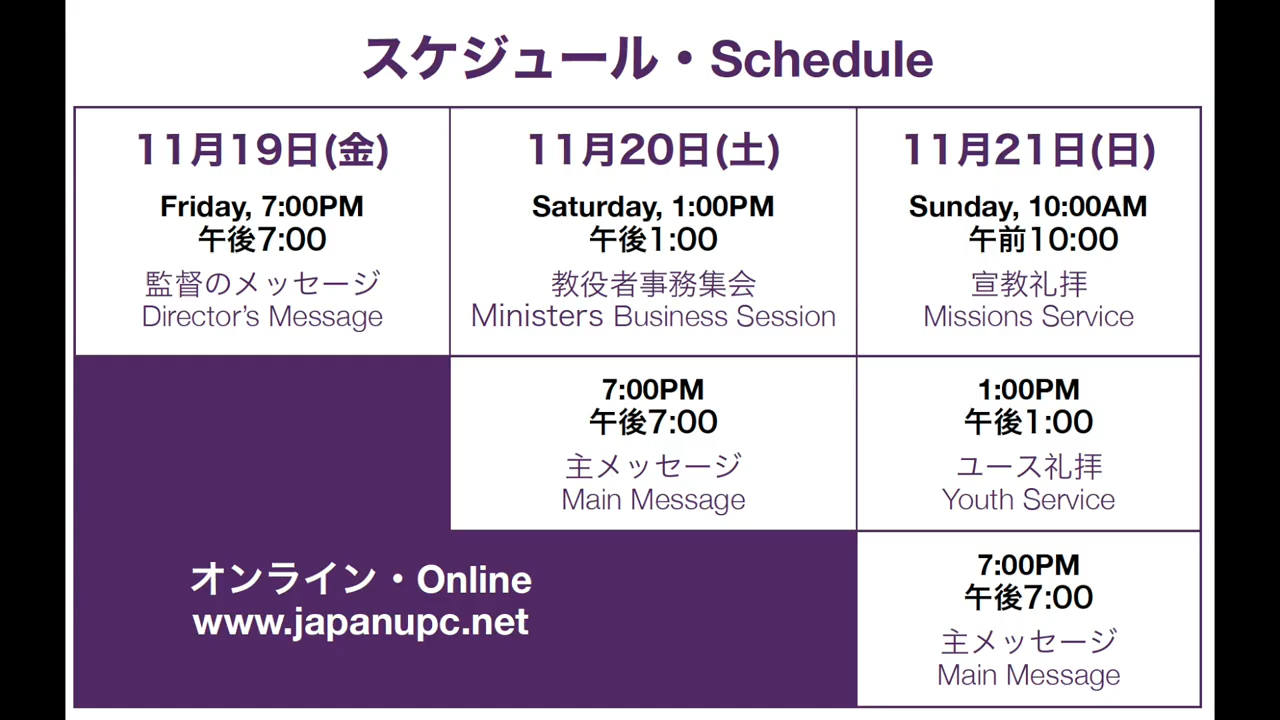 スケジュール・Schedule
11月19日(金)
Friday, 7:00PM
午後7:00
監督のメッセージ
Director's Message
11月20日(土)
Saturday, 1:00PM
午後1:00
教役者事務集会
Ministers Business Session
7:00PM
午後7:00
主メッセージ
Main Message
11月21日(日)
Sunday, 10:00AM
午前10:00
宣教礼拝
Missions Service
1:00PM
午後1:00
ユース礼拝
Youth Service
7:00PM
午後7:00
主メッセージ
Main Message
オンライン・Online
www.japanupc.net